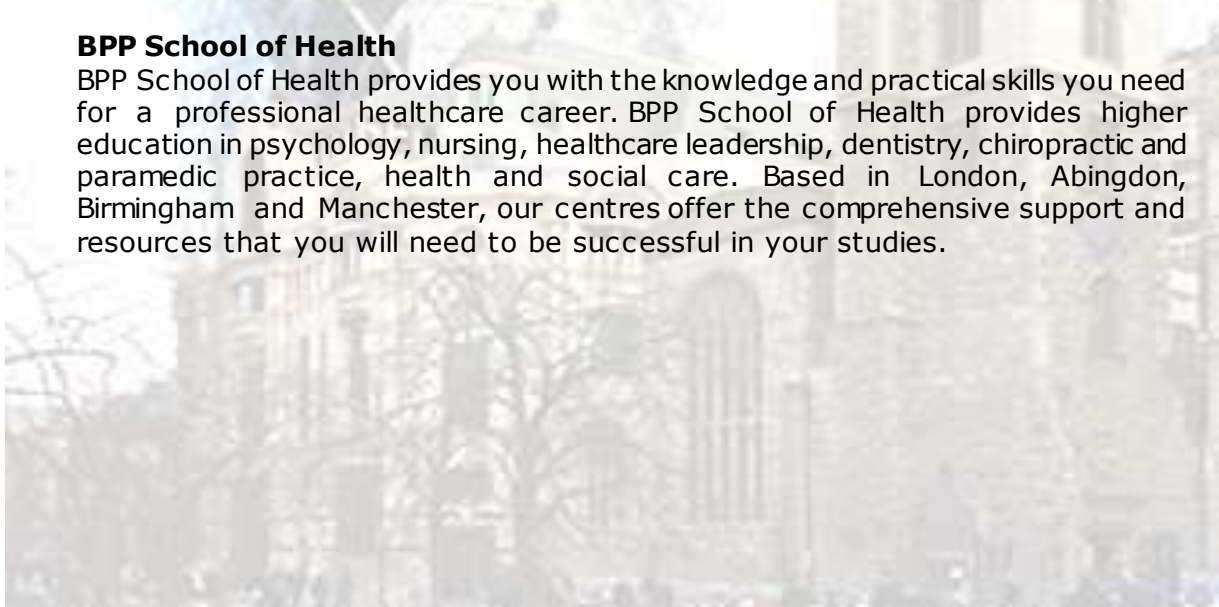 BPP School of Health
BPP School of Health provides you with the knowledge and practical skills you need
for a professional healthcare career. BPP School of Health provides higher
education in psychology, nursing, healthcare leadership, dentistry, chiropractic and
paramedic practice, health and social care. Based in London, Abingdon,
Birmingham and Manchester, our centres offer the comprehensive support and
resources that you will need to be successful in your studies.